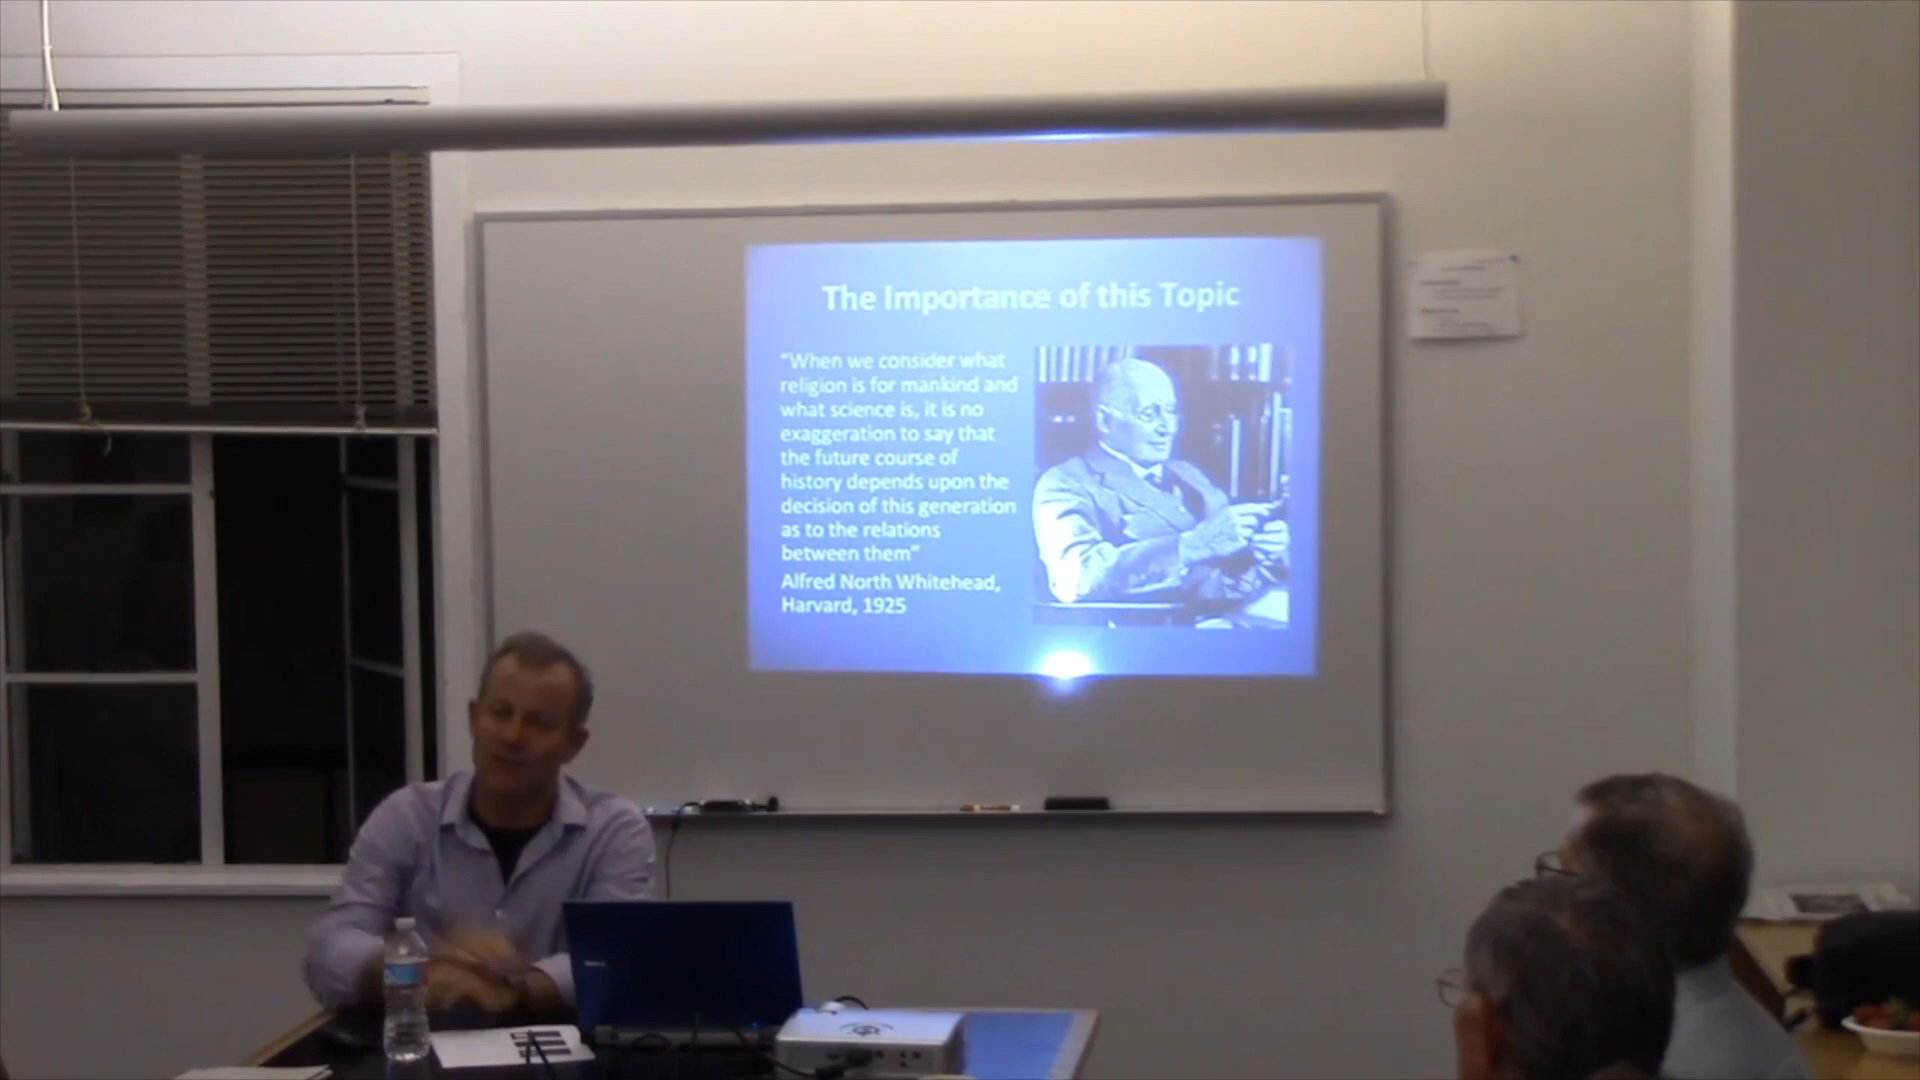 The Importance of this Topic
“When we consider what
religion is for mankind and
what science is, it is no
exaggeration to say that
the future course of
history depends upon the
decision of this generation
as to the relations
between them”
Alfred North Whitehead,
Harvard, 1925